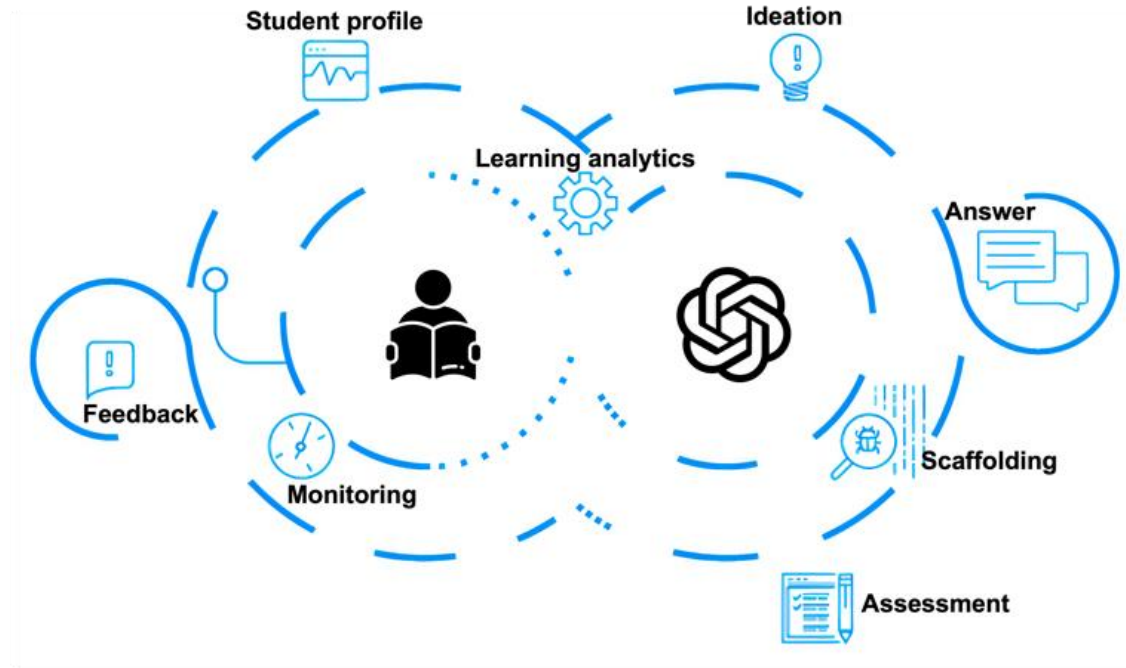 Student profile
Ideation
Learning analytics
Answer
Feedback
Monitoring
Scaffolding
Assessment